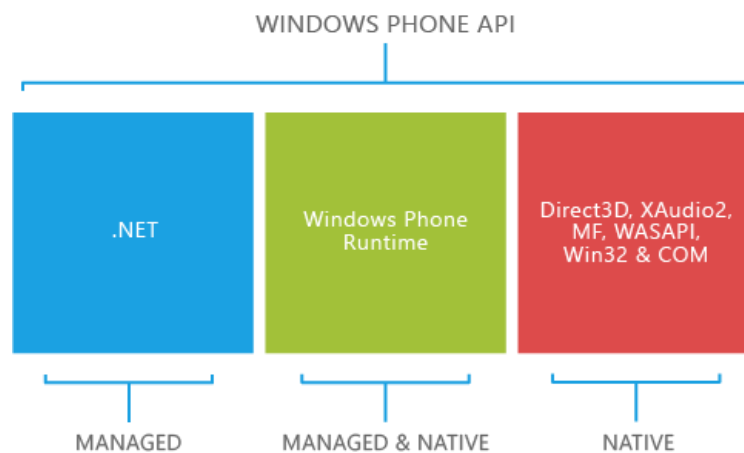 WINDOWS PHONE API
.NET
Windows Phone
Runtime
Direct3D, XAudio2,
MF, WASAPI,
Win32 & COM
MANAGED
MANAGED & NATIVE
NATIVE